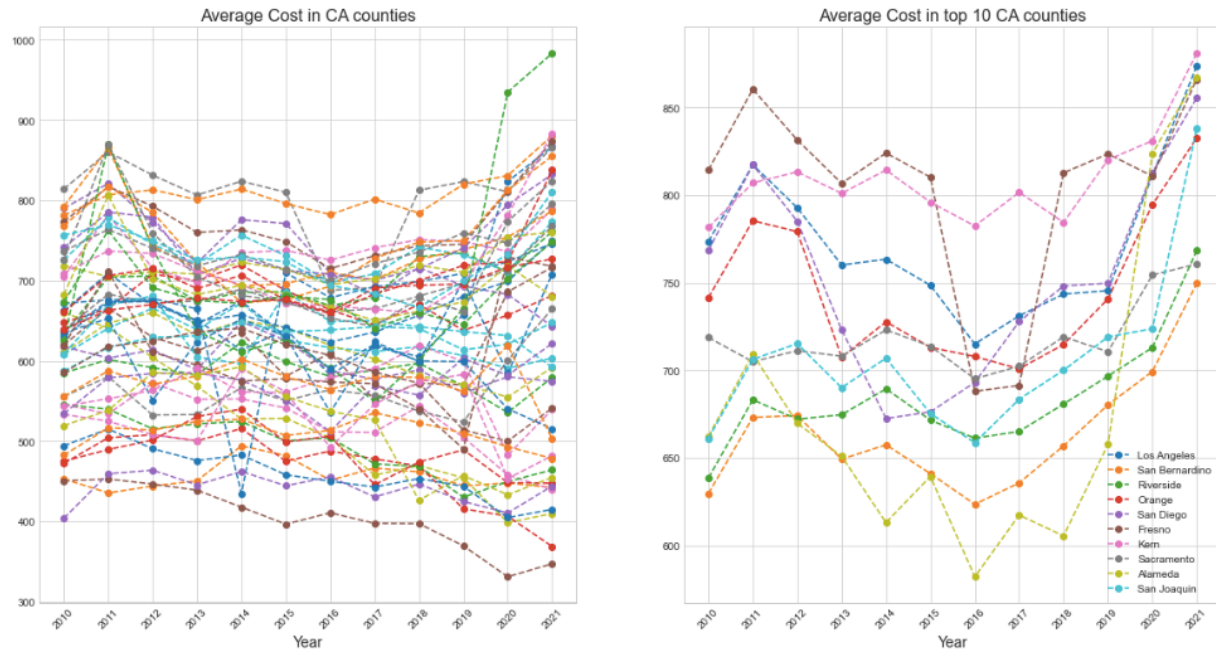 Average Cost in CA counties
1000
900
800
700
600
500
400
300
2010 2011 2012 2013 2014 2015 2016 2017 2018 2019 2020 2021
Year
Average Cost in top 10 CA counties
850
800
750
700
650
600
2010 2011 2012 2013 2014 2015 2016 2017 2018 2019 2020 2021
Year
Los Angeles
San Bernardino
Riverside
Orange
San Diego
Fresno
Kern
Sacramento
Alameda
San Joaquin